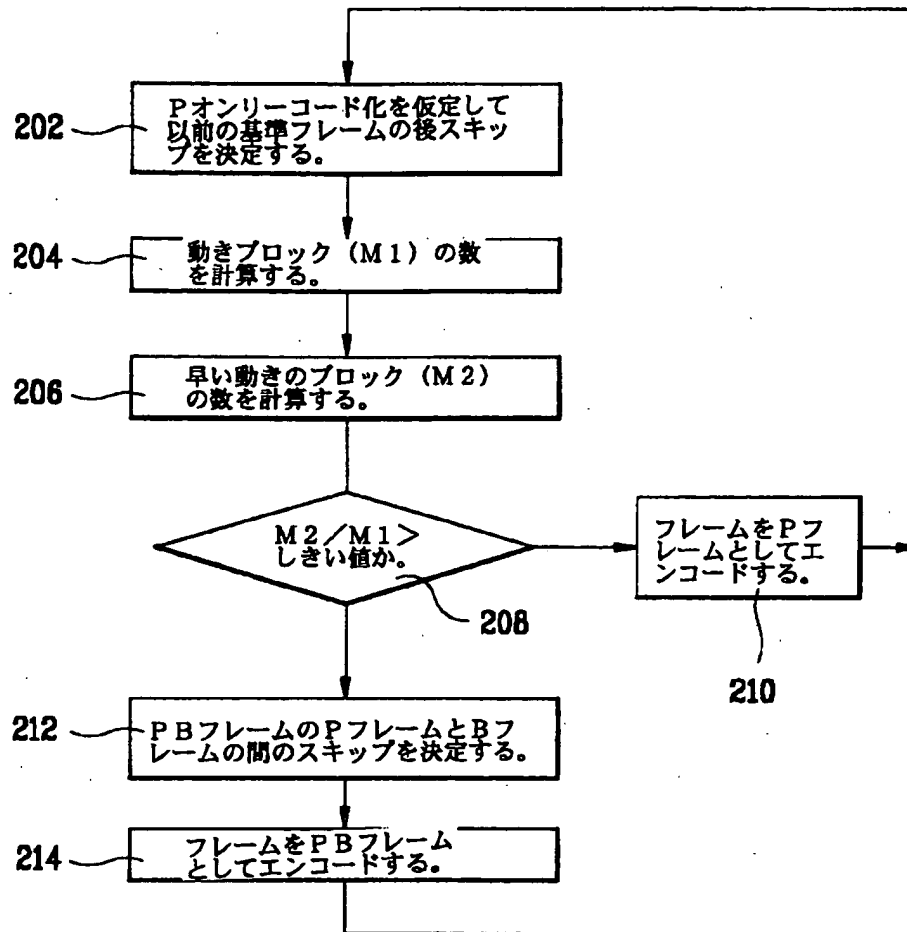 202
Pオンリーコード化を仮定して
以前の基準フレームの後スキッ
プを決定する。
204
動きブロック(M1)の数
を計算する。
206
早い動きのブロック(M2)
の数を計算する。
M2/M1>
しきい値か。
208
フレームをPフ
レームとしてエ
ンコードする。
210
212
PBフレームのPフレームとBフ
レームの間のスキップを決定する。
214
フレームをPBフレーム
としてエンコードする。